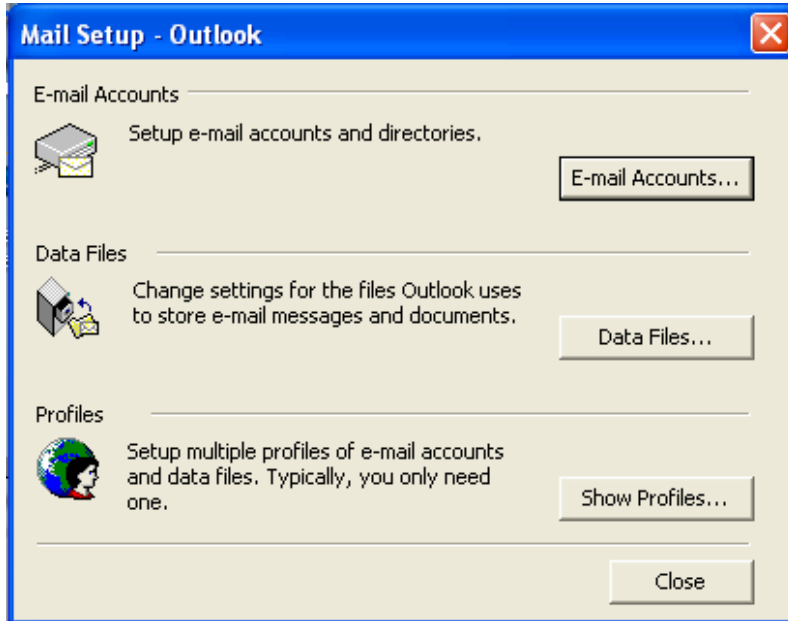 Mail Setup - Outlook
E-mail Accounts
Setup e-mail accounts and directories.
E-mail Accounts...
Data Files
Change settings for the files Outlook uses
to store e-mail messages and documents.
Data Files...
Profiles
Setup multiple profiles of e-mail accounts
and data files. Typically, you only need
one.
Show Profiles...
Close